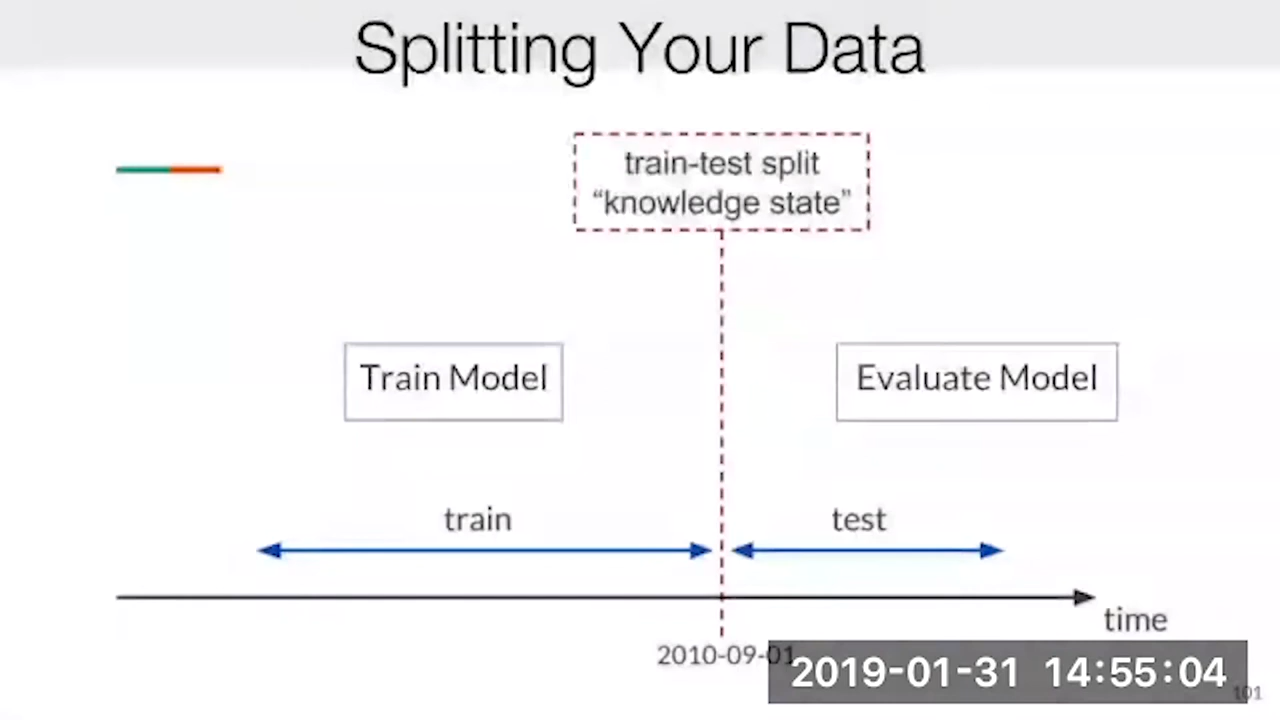 Splitting Your Data
train-test split
“knowledge state”
Train Model
Evaluate Model
train
test
time
2010-09-01
2019-01-31 14:55:04
101